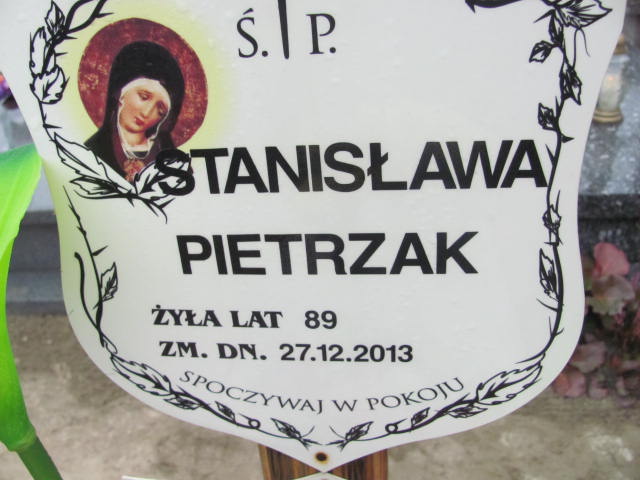 Ś. P.
STANISŁAWA
PIETRZAK
ŻYŁA LAT 89
ZM. DN. 27.12.2013
SPOCZYWAJ W POKOJU